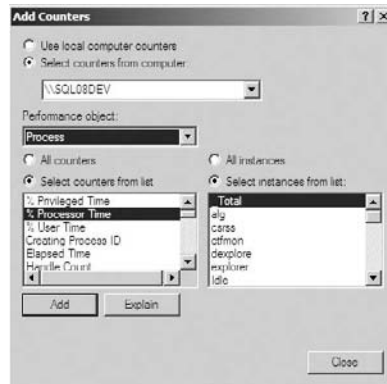 Add Counters
Use local computer counters
Select counters from computer:
\\SQL08DEV
Performance object:
Process
All counters
All instances
Select counters from list
Select instances from list:
% Privileged Time
% Processor Time
% User Time
Creating Process ID
Elapsed Time
Handle Count
_Total
alg
csrss
ctfmon
dexplore
explorer
Idle
Add
Explain
Close